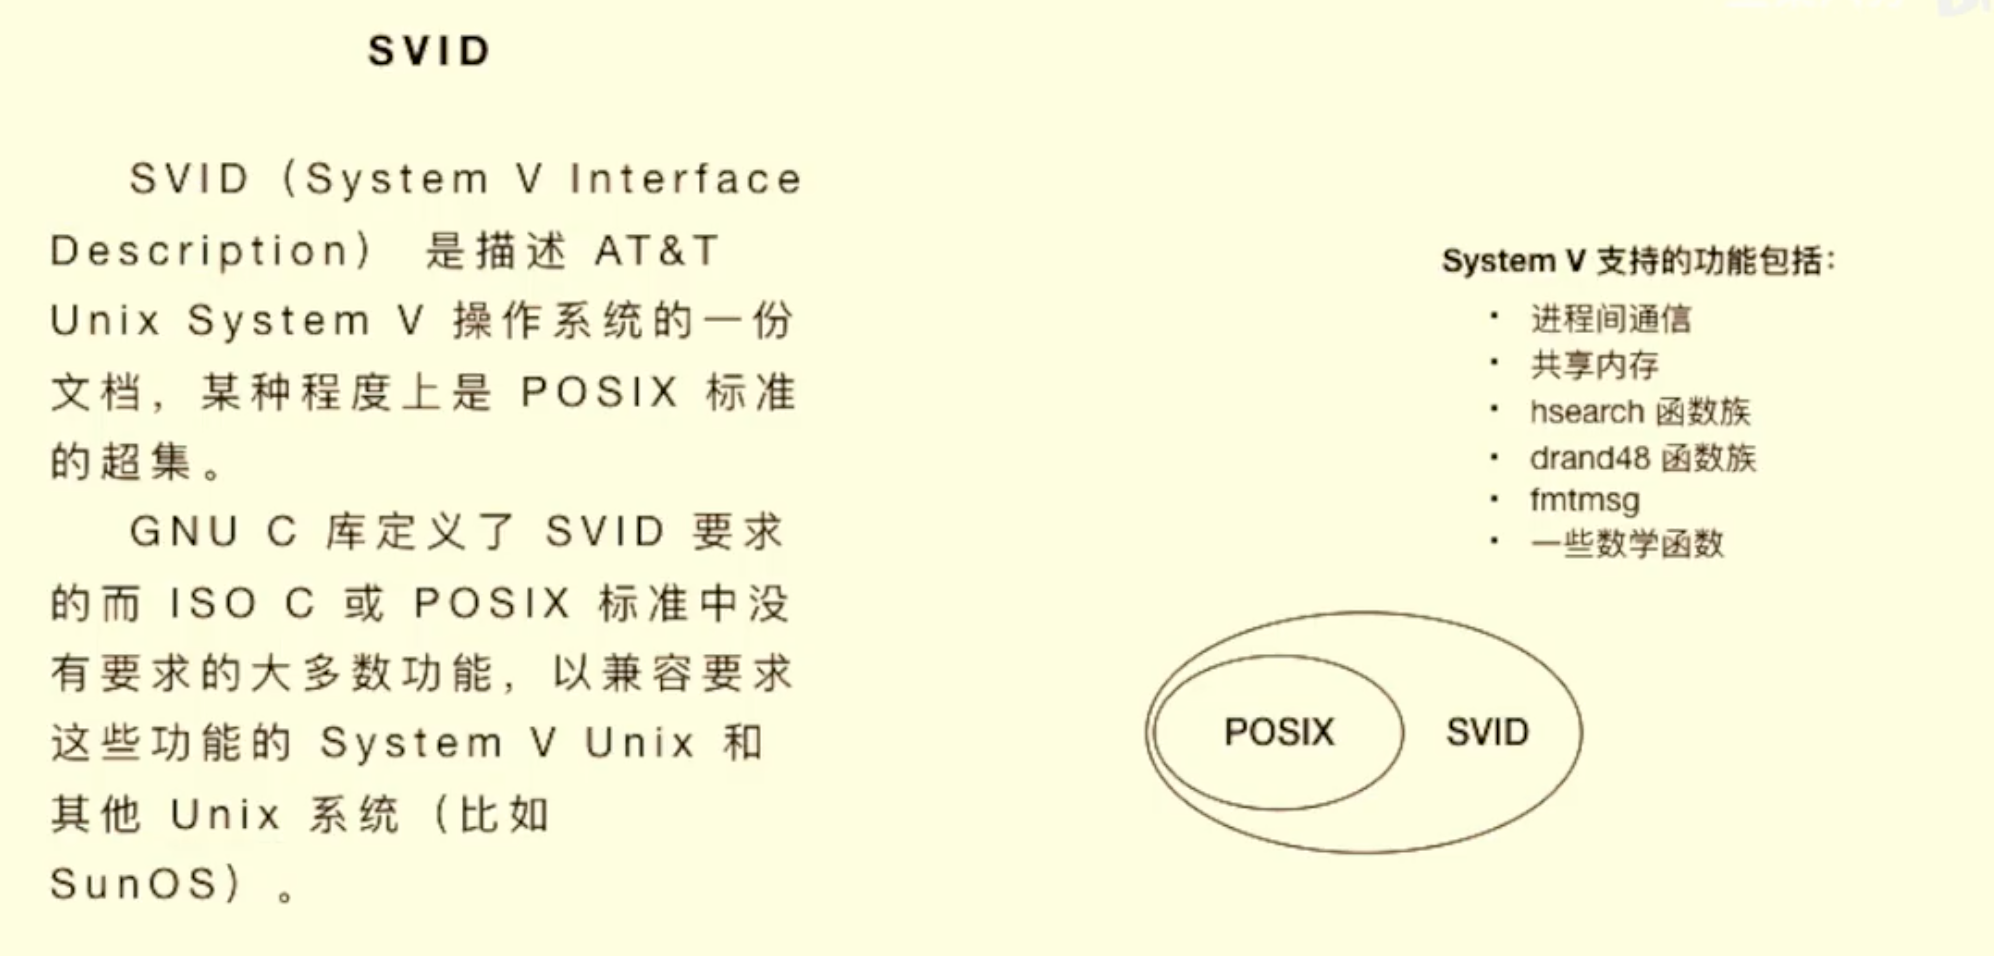 SVID
SVID（System V Interface
Description） 是描述 AT&T
Unix System V 操作系统的一份
文档，某种程度上是 POSIX 标准
的超集。
GNU C 库定义了 SVID 要求
的而 ISO C 或 POSIX 标准中没
有要求的大多数功能，以兼容要求
这些功能的 System V Unix 和
其他 Unix 系统（比如
SunOS）。
System V 支持的功能包括：
· 进程间通信
· 共享内存
· hsearch 函数族
· drand48 函数族
· fmtmsg
· 一些数学函数
POSIX SVID